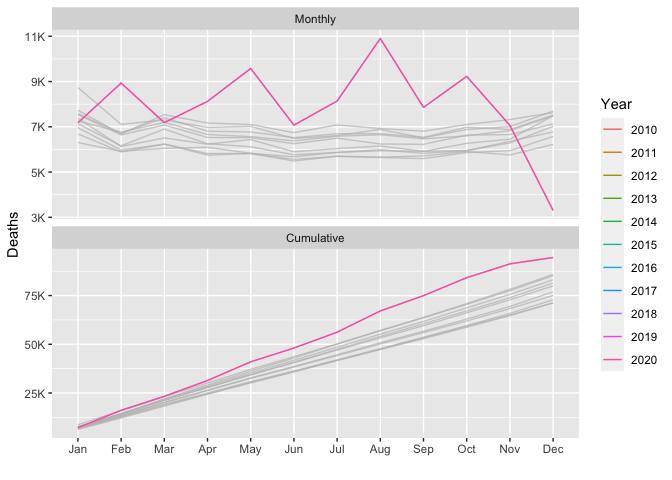 Monthly
11K
9K
7K
5K
3K
Cumulative
75K
50K
25K
Deaths
Jan Feb Mar Apr May Jun Jul Aug Sep Oct Nov Dec
Year
2010
2011
2012
2013
2014
2015
2016
2017
2018
2019
2020